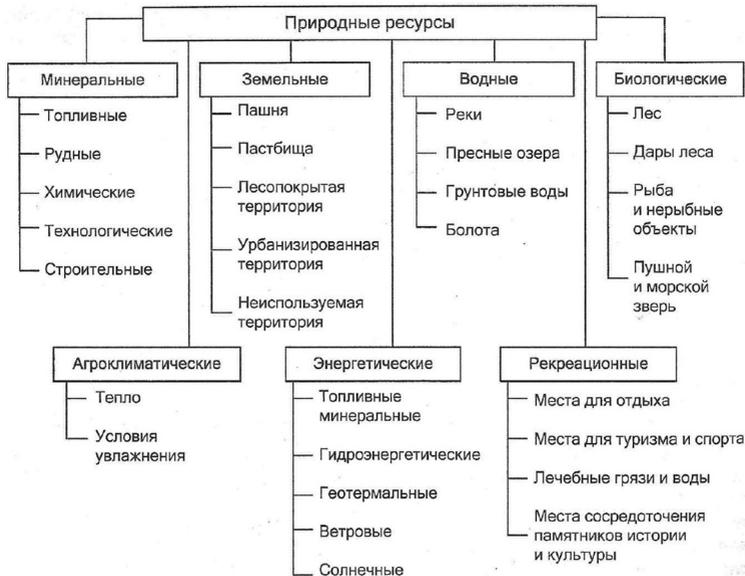 Природные ресурсы
Минеральные
Топливные
Рудные
Химические
Технологические
Строительные
Земельные
Пашня
Пастбища
Лесопокрытая
территория
Урбанизированная
территория
Неиспользуемая
территория
Водные
Реки
Пресные озера
Грунтовые воды
Болота
Биологические
Лес
Дары леса
Рыба
и нерыбные
объекты
Пушной
и морской
зверь
Агроклиматические
Тепло
Условия
увлажнения
Энергетические
Топливные
минеральные
Гидроэнергетические
Геотермальные
Ветровые
Солнечные
Рекреационные
Места для отдыха
Места для туризма и спорта
Лечебные грязи и воды
Места сосредоточения
памятников истории
и культуры